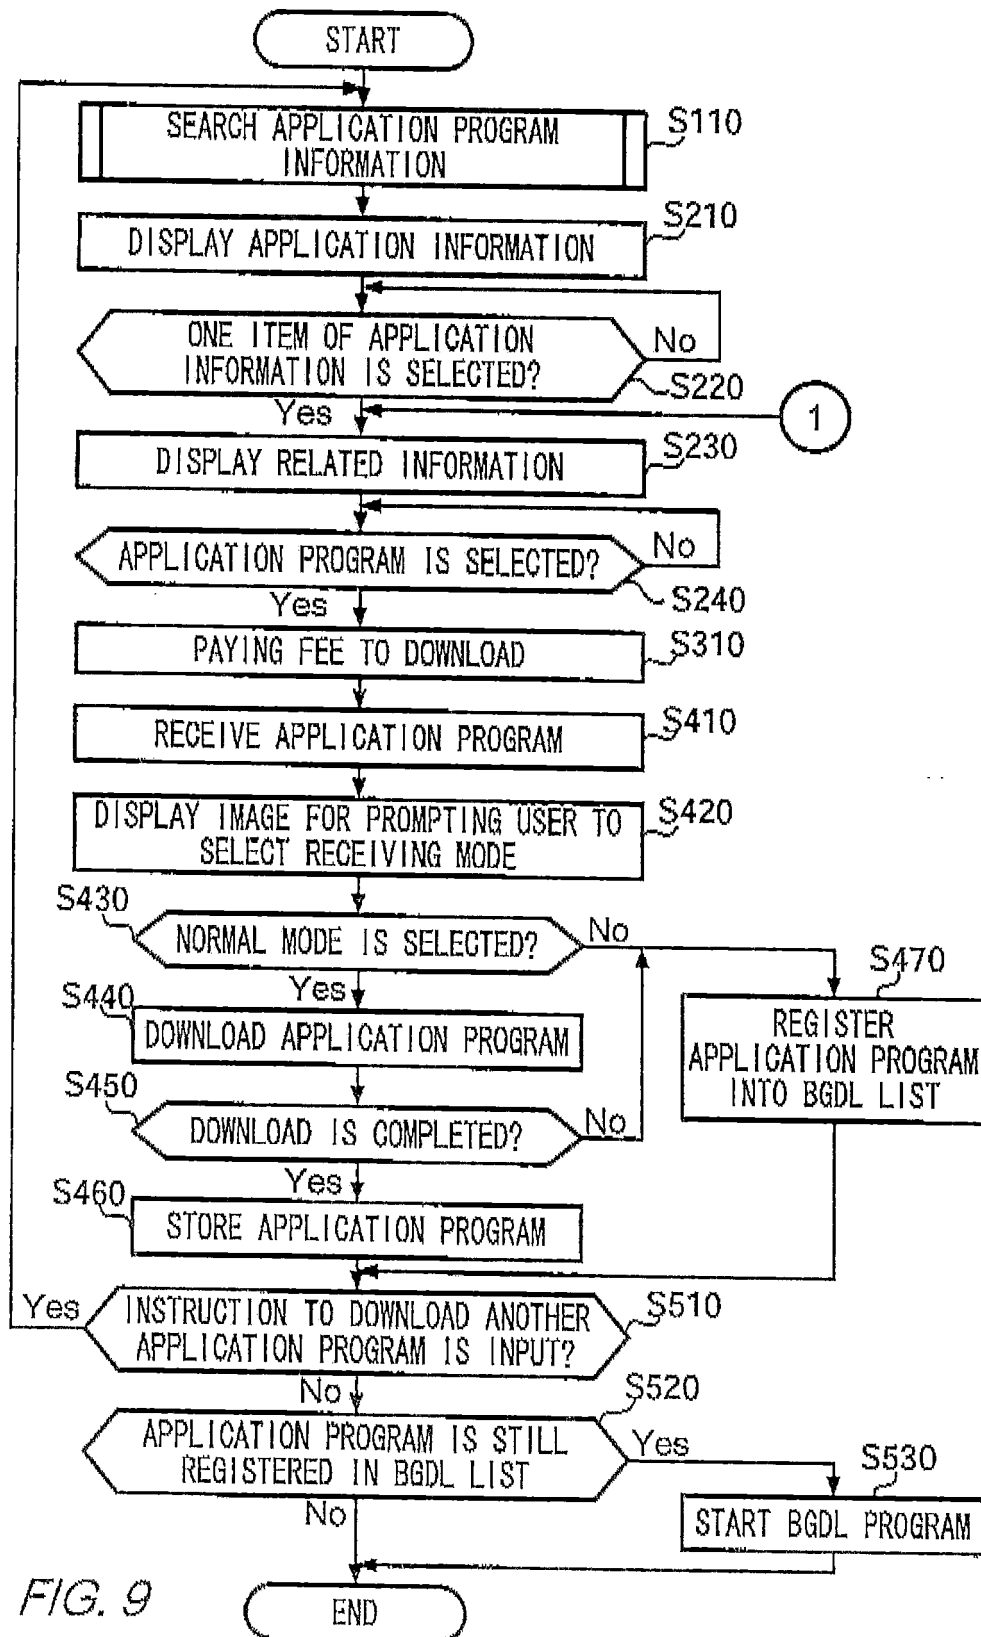 START
SEARCH APPLICATION PROGRAM
INFORMATION
S110
DISPLAY APPLICATION INFORMATION
S210
ONE ITEM OF APPLICATION
INFORMATION IS SELECTED?
No
S220
Yes
1
DISPLAY RELATED INFORMATION
S230
APPLICATION PROGRAM IS SELECTED?
No
S240
Yes
PAYING FEE TO DOWNLOAD
S310
RECEIVE APPLICATION PROGRAM
S410
DISPLAY IMAGE FOR PROMPTING USER TO
SELECT RECEIVING MODE
S420
S430
NORMAL MODE IS SELECTED?
No
Yes
S470
REGISTER
APPLICATION PROGRAM
INTO BGDL LIST
S440
DOWNLOAD APPLICATION PROGRAM
S450
DOWNLOAD IS COMPLETED?
No
Yes
S460
STORE APPLICATION PROGRAM
Yes
INSTRUCTION TO DOWNLOAD ANOTHER
APPLICATION PROGRAM IS INPUT?
S510
No
S520
APPLICATION PROGRAM IS STILL
REGISTERED IN BGDL LIST
Yes
S530
START BGDL PROGRAM
No
END
FIG. 9